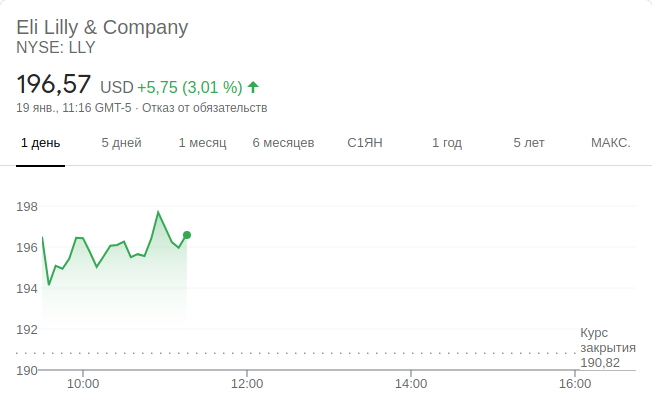 Eli Lilly & Company
NYSE: LLY
196,57 USD +5,75 (3,01 %)
19 янв., 11:16 GMT-5 · Отказ от обязательств
1 день 5 дней 1 месяц 6 месяцев С1ЯН 1 год 5 лет МАКС.
198
196
194
192
Курс
закрытия
190,82
190
10:00 12:00 14:00 16:00